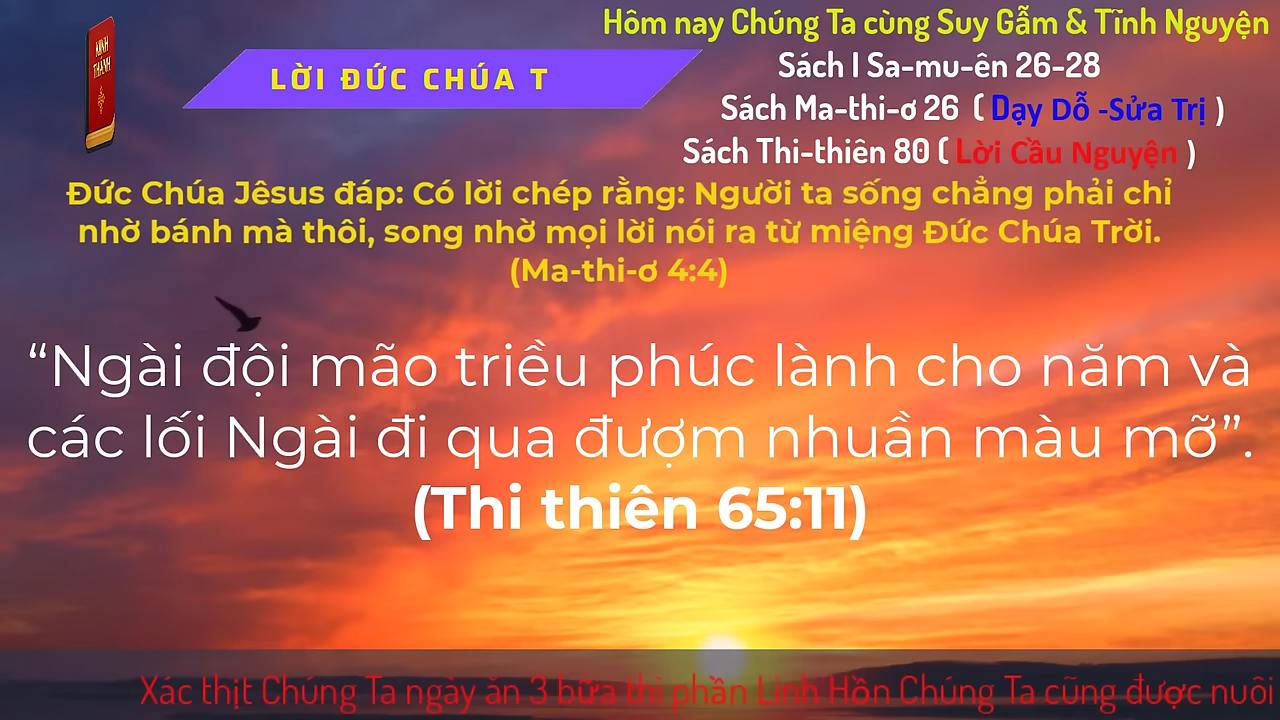 KINH
THÁNH
LỜI ĐỨC CHÚA T
Hôm nay Chúng Ta cùng Suy Gẫm & Tĩnh Nguyện
Sách I Sa-mu-ên 26-28
Sách Ma-thi-ơ 26 ( Dạy Dỗ -Sửa Trị )
Sách Thi-thiên 80 ( Lời Cầu Nguyện )
Đức Chúa Jêsus đáp: Có lời chép rằng: Người ta sống chẳng phải chỉ
nhờ bánh mà thôi, song nhờ mọi lời nói ra từ miệng Đức Chúa Trời.
(Ma-thi-ơ 4:4)
“Ngài đội mão triều phúc lành cho năm và
các lối Ngài đi qua đượm nhuần màu mỡ”.
(Thi thiên 65:11)
Xác thịt Chúng Ta ngày ăn 3 bữa thì phần Linh Hồn Chúng Ta cũng được nuôi